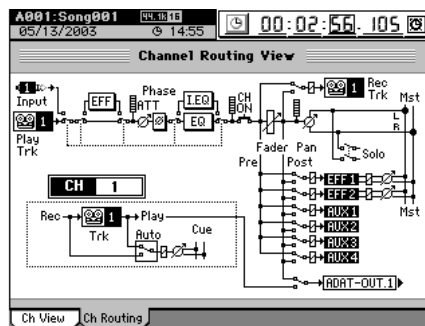 A001:Song001 44.1k16
05/13/2003 14:55
00:02:56.105
Channel Routing View
1
Input
EFF
Phase
ATT
I.EQ
EQ
CH
ON
1
Rec
Trk
Mst
L
R
1
Play
Trk
Fader Pan
Pre Post
Solo
CH 1
EFF1
EFF2
AUX1
AUX2
AUX3
AUX4
Mst
Rec 1 Play
Trk
Auto
Cue
ADAT-OUT.1
Ch View Ch Routing